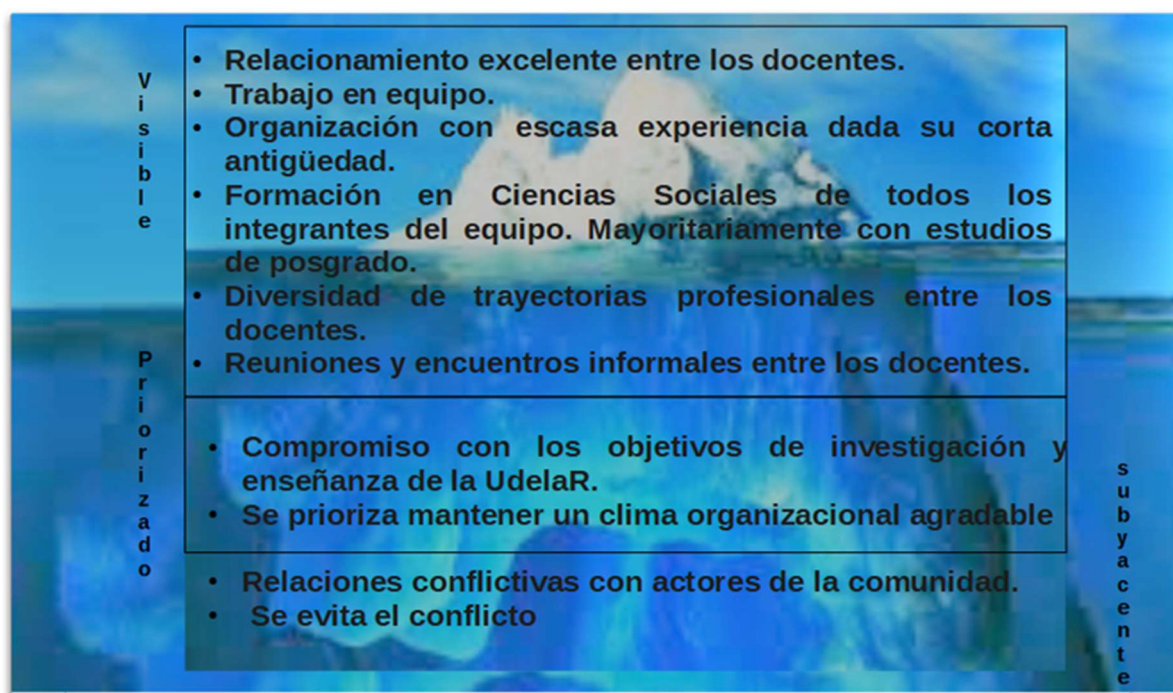 Visible
• Relacionamiento excelente entre los docentes.
• Trabajo en equipo.
• Organización con escasa experiencia dada su corta
antigüedad.
• Formación en Ciencias Sociales de todos los
integrantes del equipo. Mayoritariamente con estudios
de posgrado.
• Diversidad de trayectorias profesionales entre los
docentes.
• Reuniones y encuentros informales entre los docentes.
Priorizado
• Compromiso con los objetivos de investigación y
enseñanza de la UdelaR.
• Se prioriza mantener un clima organizacional agradable
subyacente
• Relaciones conflictivas con actores de la comunidad.
• Se evita el conflicto